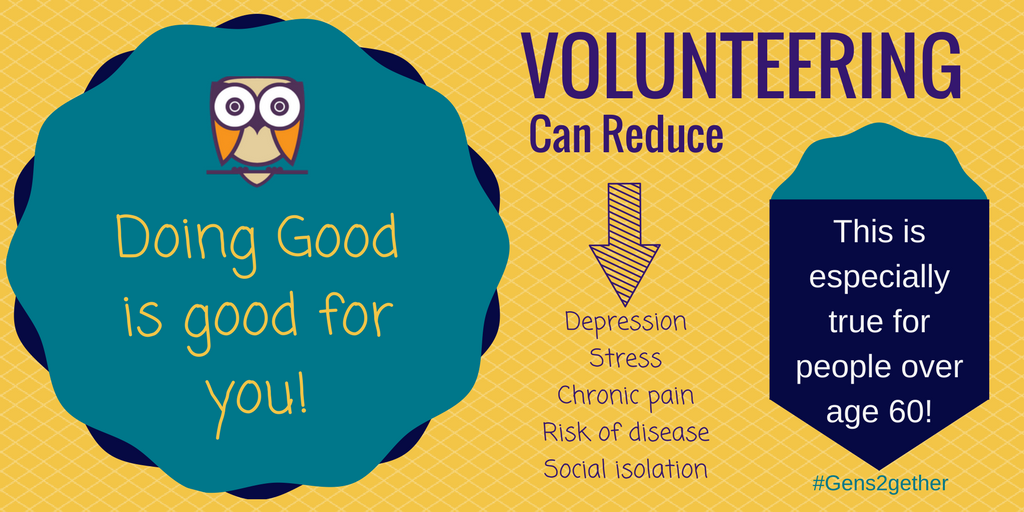 Doing Good
is good for
you!
VOLUNTEERING
Can Reduce
Depression
Stress
Chronic pain
Risk of disease
Social isolation
This is
especially
true for
people over
age 60!
#Gens2gether